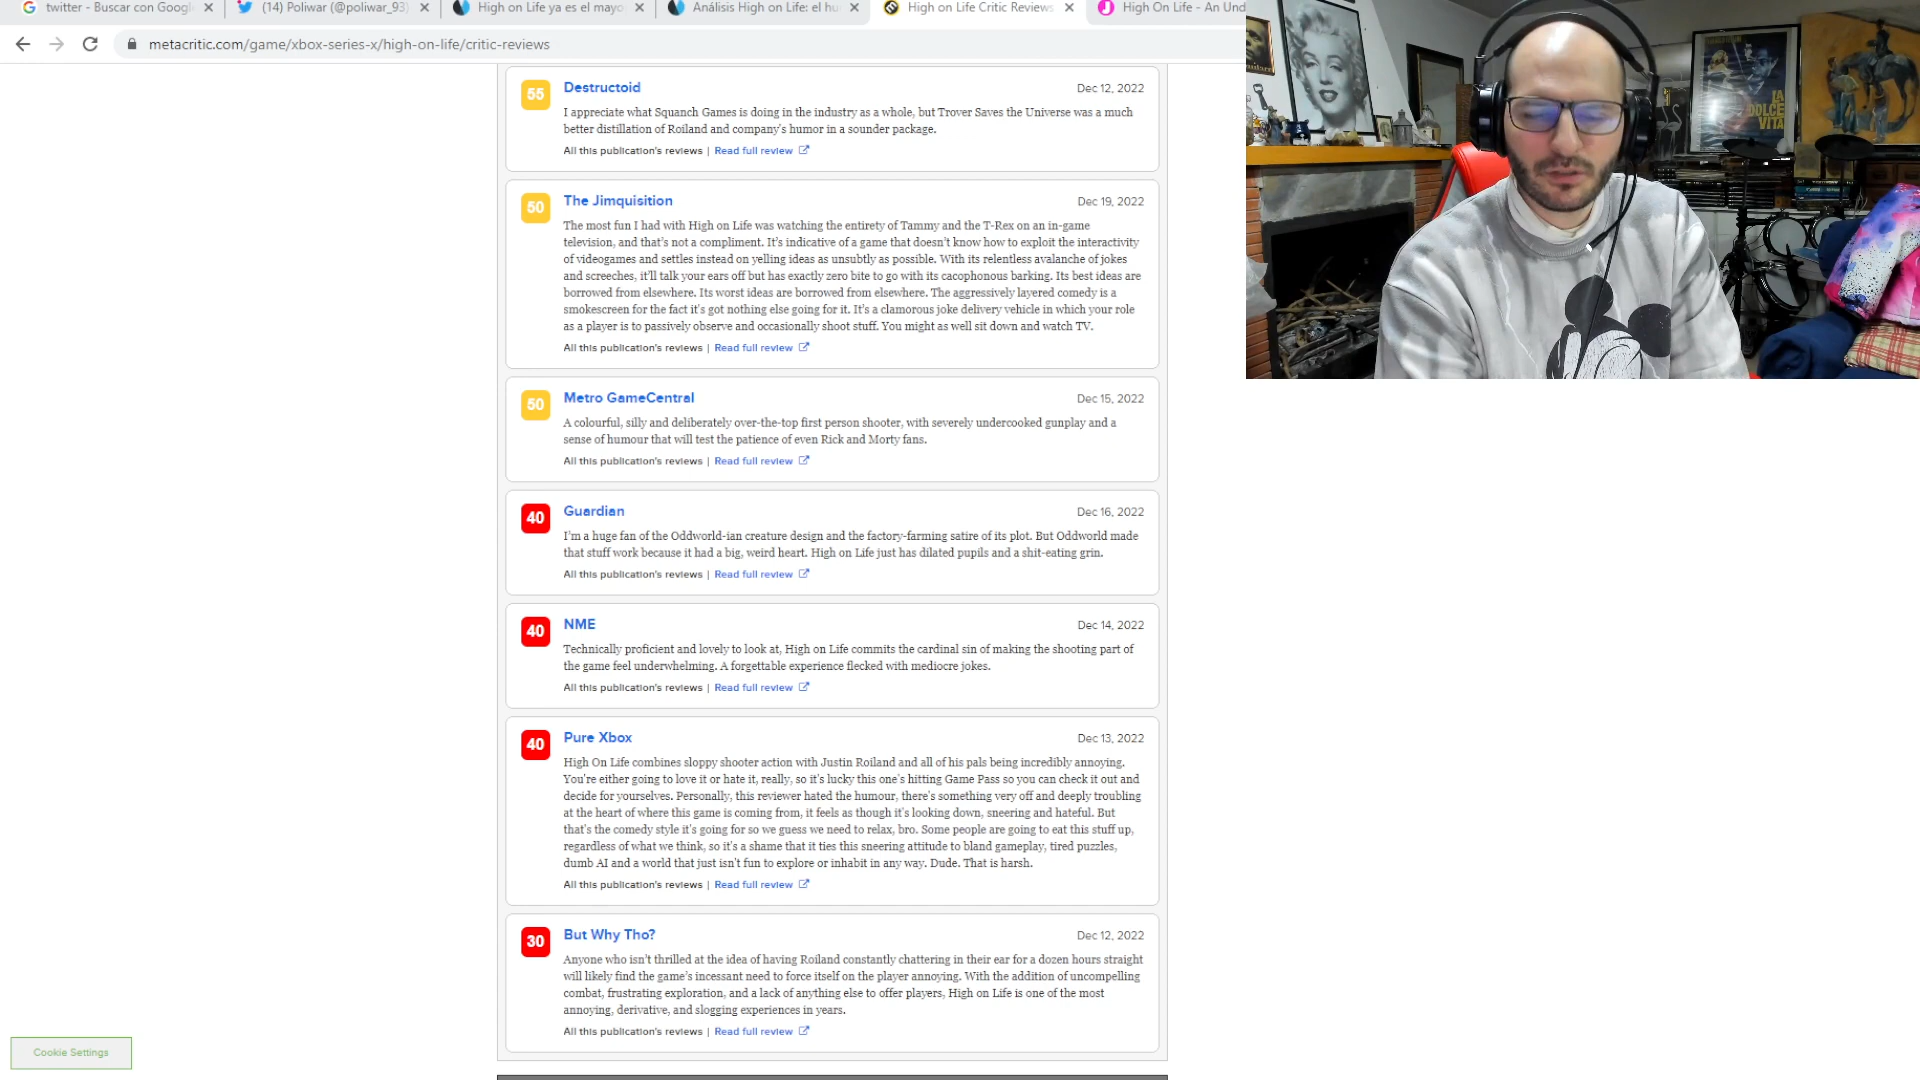 twitter - Buscar con Googl
(14) Poliwar (@poliwar_93)
High on Life ya es el mayo
Análisis High on Life: el hu
High on Life Critic Reviews
High On Life - An Und
metacritic.com/game/xbox-series-x/high-on-life/critic-reviews
55 Destructoid Dec 12, 2022
I appreciate what Squanch Games is doing in the industry as a whole, but Trover Saves the Universe was a much
better distillation of Roiland and company's humor in a sounder package.
All this publication's reviews | Read full review
50 The Jimquisition Dec 19, 2022
The most fun I had with High on Life was watching the entirety of Tammy and the T-Rex on an in-game
television, and that's not a compliment. It's indicative of a game that doesn't know how to exploit the interactivity
of videogames and settles instead on yelling ideas as unsubtly as possible. With its relentless avalanche of jokes
and screeches, it'll talk your ears off but has exactly zero bite to go with its cacophonous barking. Its best ideas are
borrowed from elsewhere. Its worst ideas are borrowed from elsewhere. The aggressively layered comedy is a
smokescreen for the fact it's got nothing else going for it. It's a clamorous joke delivery vehicle in which your role
as a player is to passively observe and occasionally shoot stuff. You might as well sit down and watch TV.
All this publication's reviews | Read full review
50 Metro GameCentral Dec 15, 2022
A colourful, silly and deliberately over-the-top first person shooter, with severely undercooked gunplay and a
sense of humour that will test the patience of even Rick and Morty fans.
All this publication's reviews | Read full review
40 Guardian Dec 16, 2022
I'm a huge fan of the Oddworld-ian creature design and the factory-farming satire of its plot. But Oddworld made
that stuff work because it had a big, weird heart. High on Life just has dilated pupils and a shit-eating grin.
All this publication's reviews | Read full review
40 NME Dec 14, 2022
Technically proficient and lovely to look at, High on Life commits the cardinal sin of making the shooting part of
the game feel underwhelming. A forgettable experience flecked with mediocre jokes.
All this publication's reviews | Read full review
40 Pure Xbox Dec 13, 2022
High On Life combines sloppy shooter action with Justin Roiland and all of his pals being incredibly annoying.
You're either going to love it or hate it, really, so it's lucky this one's hitting Game Pass so you can check it out and
decide for yourselves. Personally, this reviewer hated the humour, there's something very off and deeply troubling
at the heart of where this game is coming from, it feels as though it's looking down, sneering and hateful. But
that's the comedy style it's going for so we guess we need to relax, bro. Some people are going to eat this stuff up,
regardless of what we think, so it's a shame that it ties this sneering attitude to bland gameplay, tired puzzles,
dumb AI and a world that just isn't fun to explore or inhabit in any way. Dude. That is harsh.
All this publication's reviews | Read full review
30 But Why Tho? Dec 12, 2022
Anyone who isn't thrilled at the idea of having Roiland constantly chattering in their ear for a dozen hours straight
will likely find the game's incessant need to force itself on the player annoying. With the addition of uncompelling
combat, frustrating exploration, and a lack of anything else to offer players, High on Life is one of the most
annoying, derivative, and slogging experiences in years.
All this publication's reviews | Read full review
Cookie Settings
LA
DOLCE
VITA